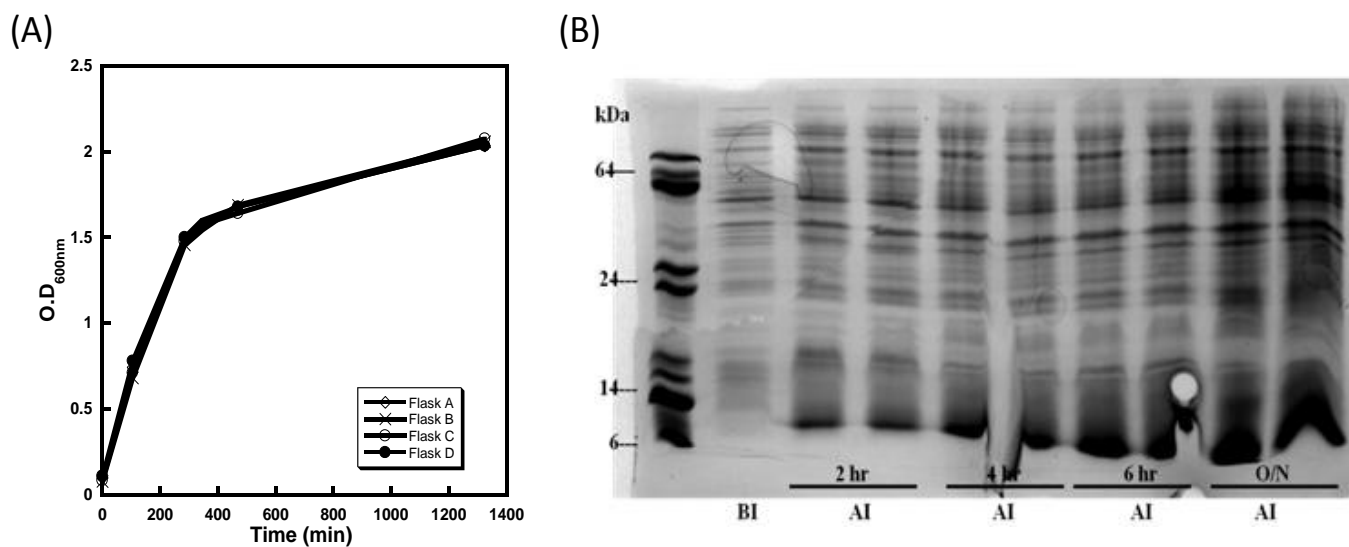 (A)
(B)
2.5
2
1.5
1
0.5
0
O.D600nm
0 200 400 600 800 1000 1200 1400
Time (min)
Flask A
Flask B
Flask C
Flask D
kDa
64
24
14
6
2 hr 4 hr 6 hr O/N
BI AI AI AI AI